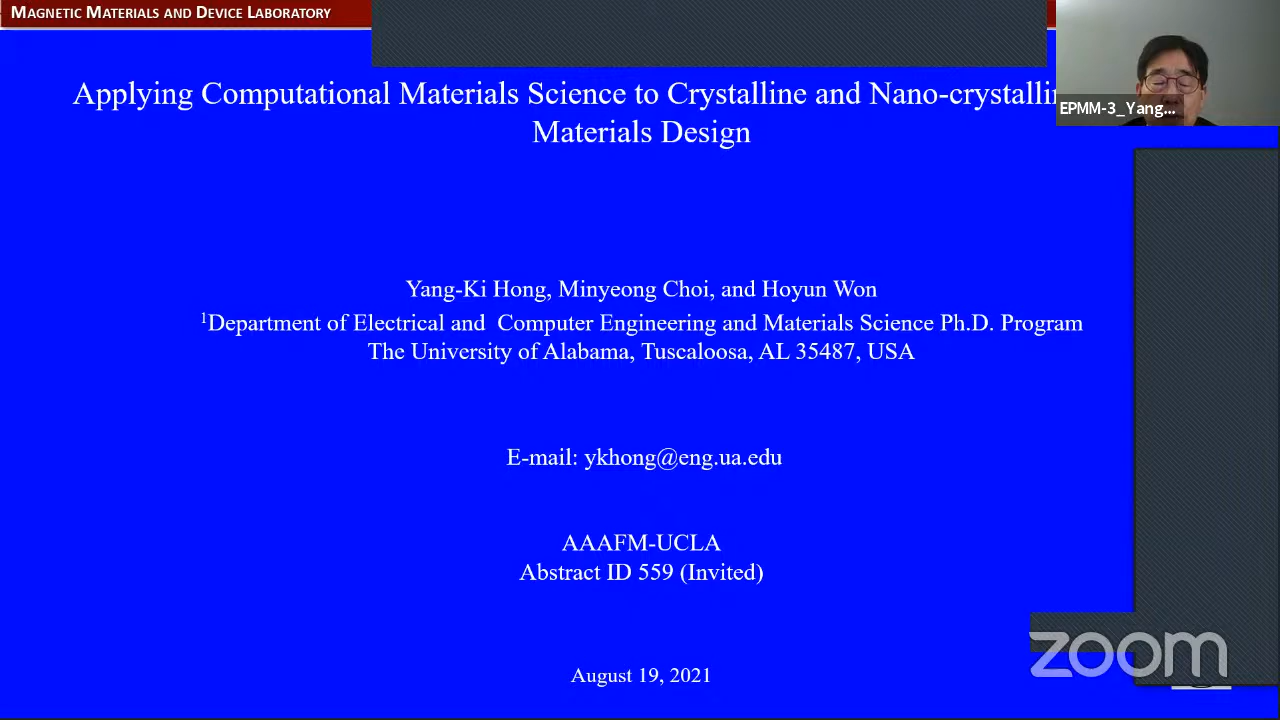 MAGNETIC MATERIALS AND DEVICE LABORATORY
Applying Computational Materials Science to Crystalline and Nano-crystallin
Materials Design
EPMM-3_Yang...
Yang-Ki Hong, Minyeong Choi, and Hoyun Won
1Department of Electrical and Computer Engineering and Materials Science Ph.D. Program
The University of Alabama, Tuscaloosa, AL 35487, USA
E-mail: ykhong@eng.ua.edu
AAAFM-UCLA
Abstract ID 559 (Invited)
zoom
August 19, 2021